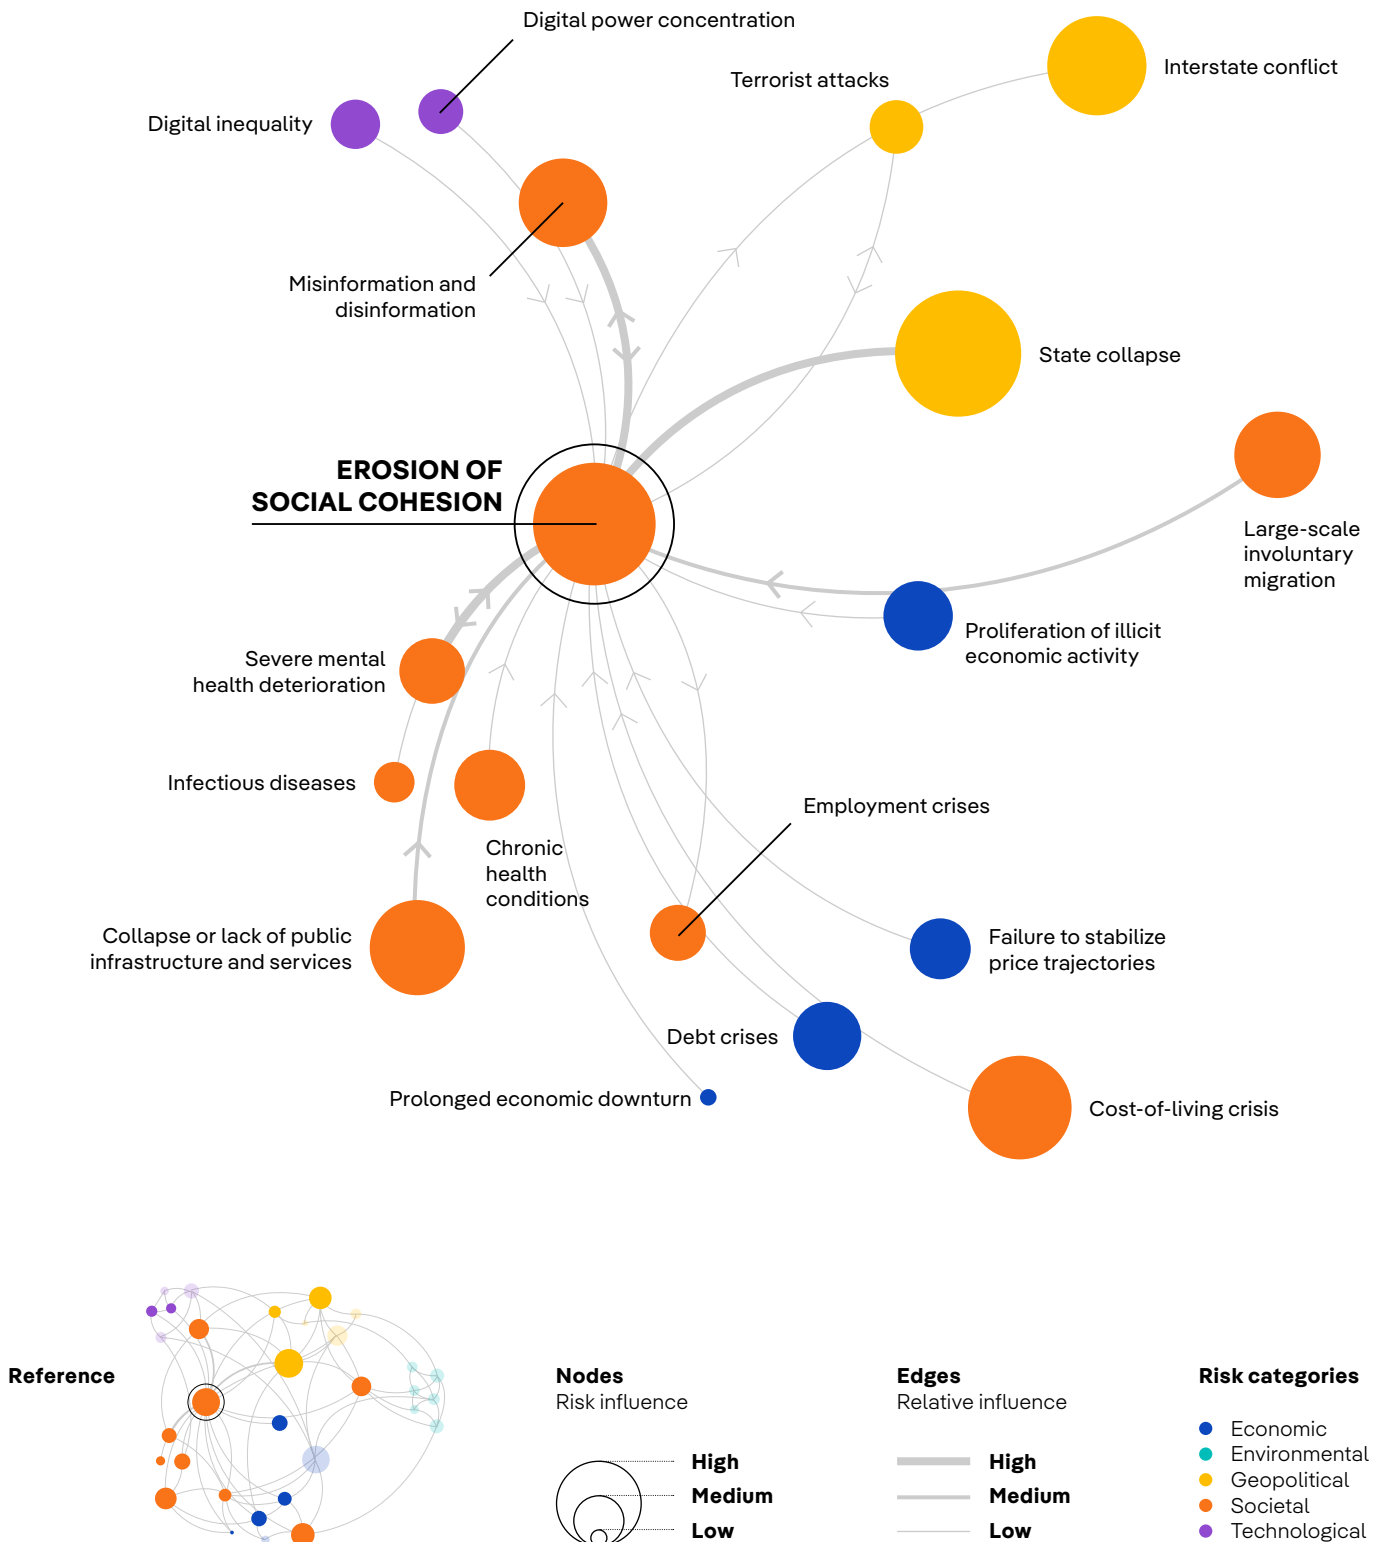 Digital power concentration
Terrorist attacks
Interstate conflict
Digital inequality
Misinformation and
disinformation
State collapse
EROSION OF
SOCIAL COHESION
Large-scale
involuntary
migration
Proliferation of illicit
economic activity
Severe mental
health deterioration
Infectious diseases
Employment crises
Chronic
health
conditions
Collapse or lack of public
infrastructure and services
Failure to stabilize
price trajectories
Debt crises
Prolonged economic downturn
Cost-of-living crisis
Reference
Nodes
Risk influence
High
Medium
Low
Edges
Relative influence
High
Medium
Low
Risk categories
Economic
Environmental
Geopolitical
Societal
Technological